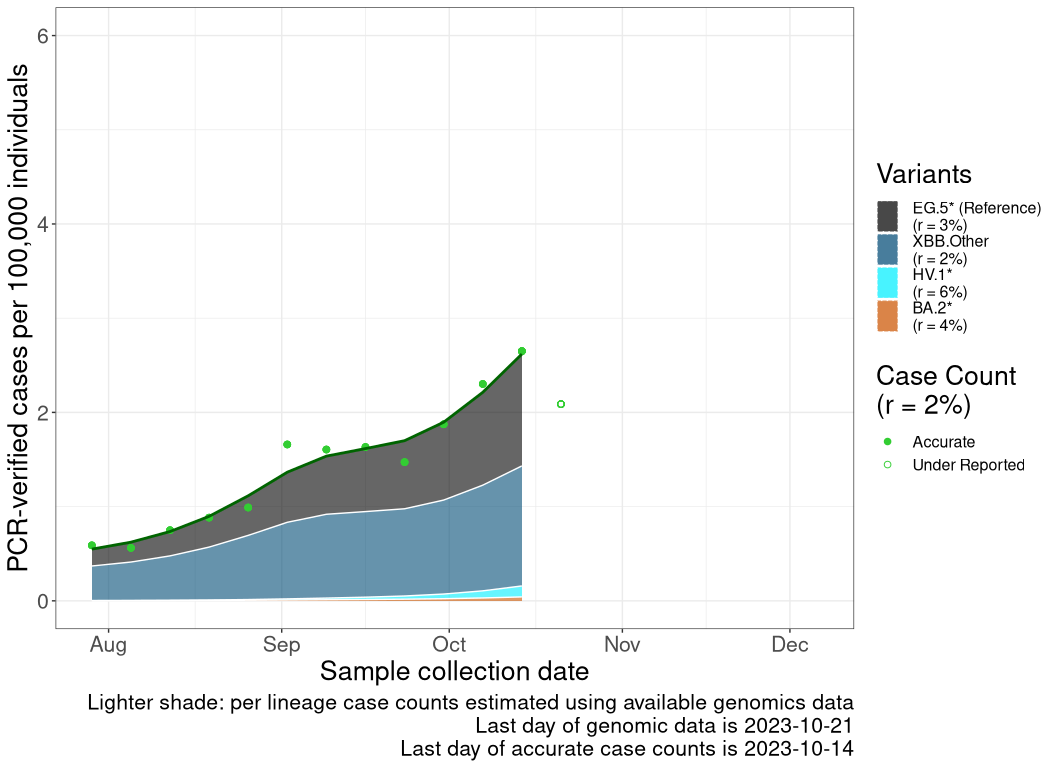 PCR-verified cases per 100,000 individuals
6
4
2
0
Aug Sep Oct Nov Dec
Sample collection date
Lighter shade: per lineage case counts estimated using available genomics data
Last day of genomic data is 2023-10-21
Last day of accurate case counts is 2023-10-14
Variants
EG.5* (Reference)
(r = 3%)
XBB.Other
(r = 2%)
HV.1*
(r = 6%)
BA.2*
(r = 4%)
Case Count
(r = 2%)
Accurate
Under Reported